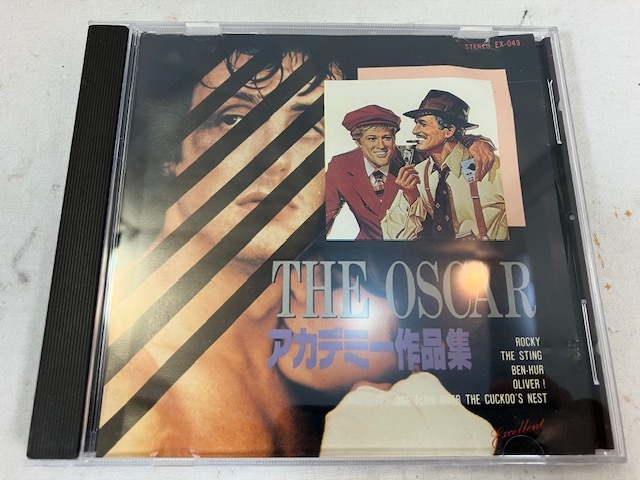 STEREO EX-049
THE OSCAR
アカデミー作品集
ROCKY
THE STING
BEN-HUR
OLIVER !
ONE FLEW OVER THE CUCKOO'S NEST
Excellent